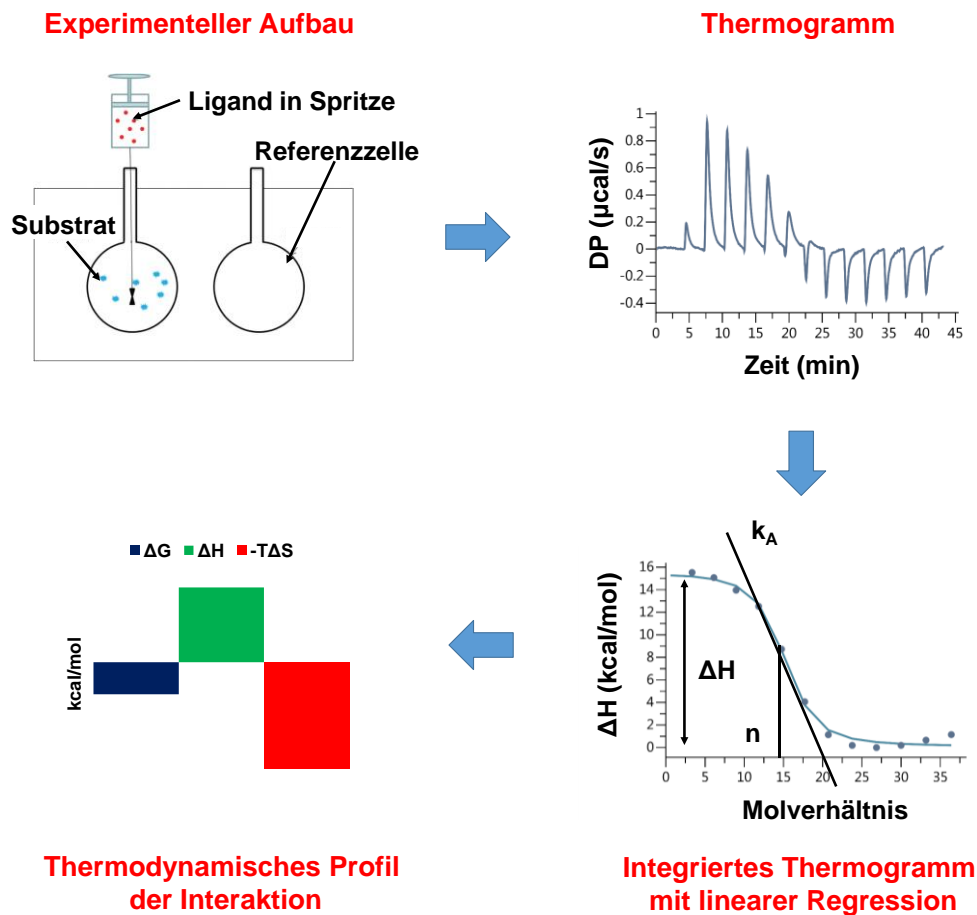 Experimenteller Aufbau
Ligand in Spritze
Referenzzelle
Substrat
Thermogramm
DP (µcal/s)
1
0.8
0.6
0.4
0.2
0
-0.2
-0.4
0 5 10 15 20 25 30 35 40 45
Zeit (min)
ΔG ΔH -TΔS
kcal/mol
Thermodynamisches Profil
der Interaktion
kA
ΔH (kcal/mol)
16
14
12
10
8
6
4
2
0
ΔH
n
0 5 10 15 20 25 30 35
Molverhältnis
Integriertes Thermogramm
mit linearer Regression